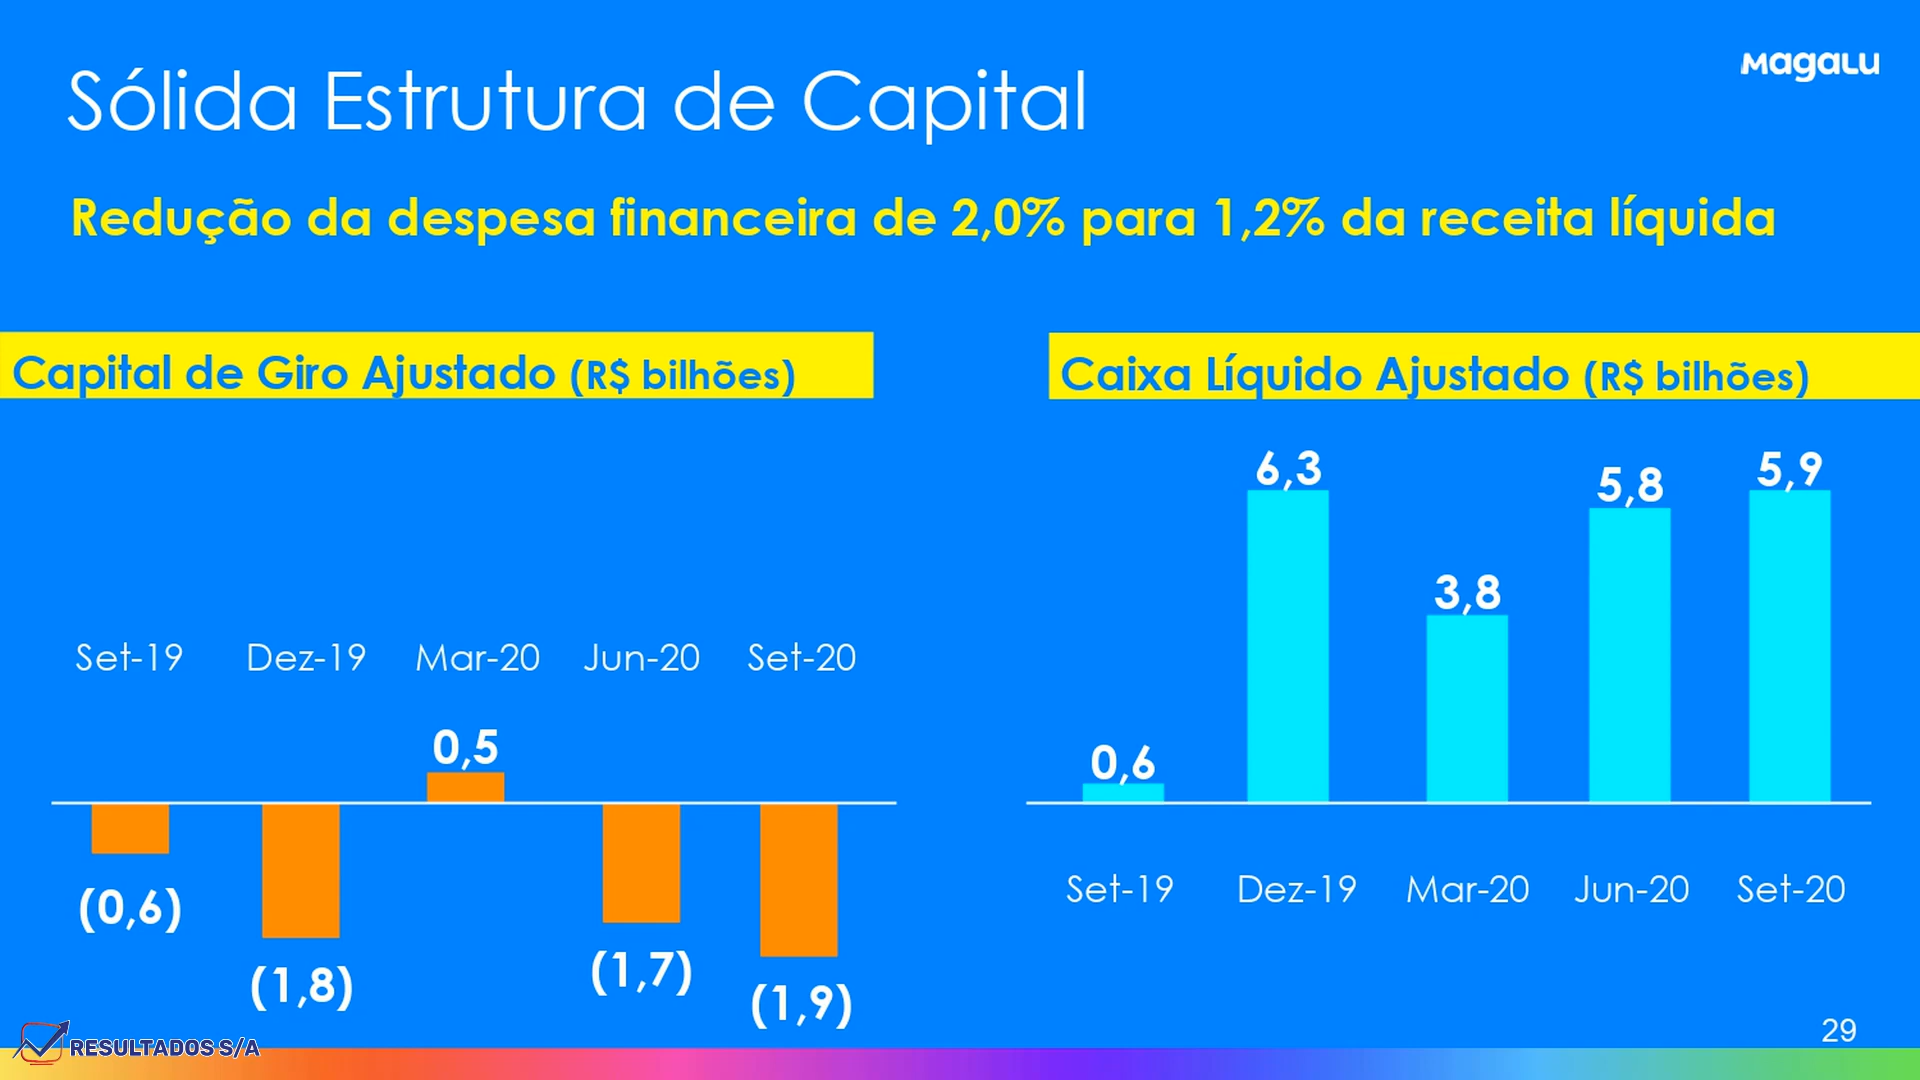 Sólida Estrutura de Capital
MagaLu
Redução da despesa financeira de 2,0% para 1,2% da receita líquida
Capital de Giro Ajustado (R$ bilhões)
Set-19 Dez-19 Mar-20 Jun-20 Set-20
0,5
(0,6)
(1,8)
(1,7)
(1,9)
Caixa Líquido Ajustado (R$ bilhões)
0,6 6,3 3,8 5,8 5,9
Set-19 Dez-19 Mar-20 Jun-20 Set-20
29
RESULTADOS S/A